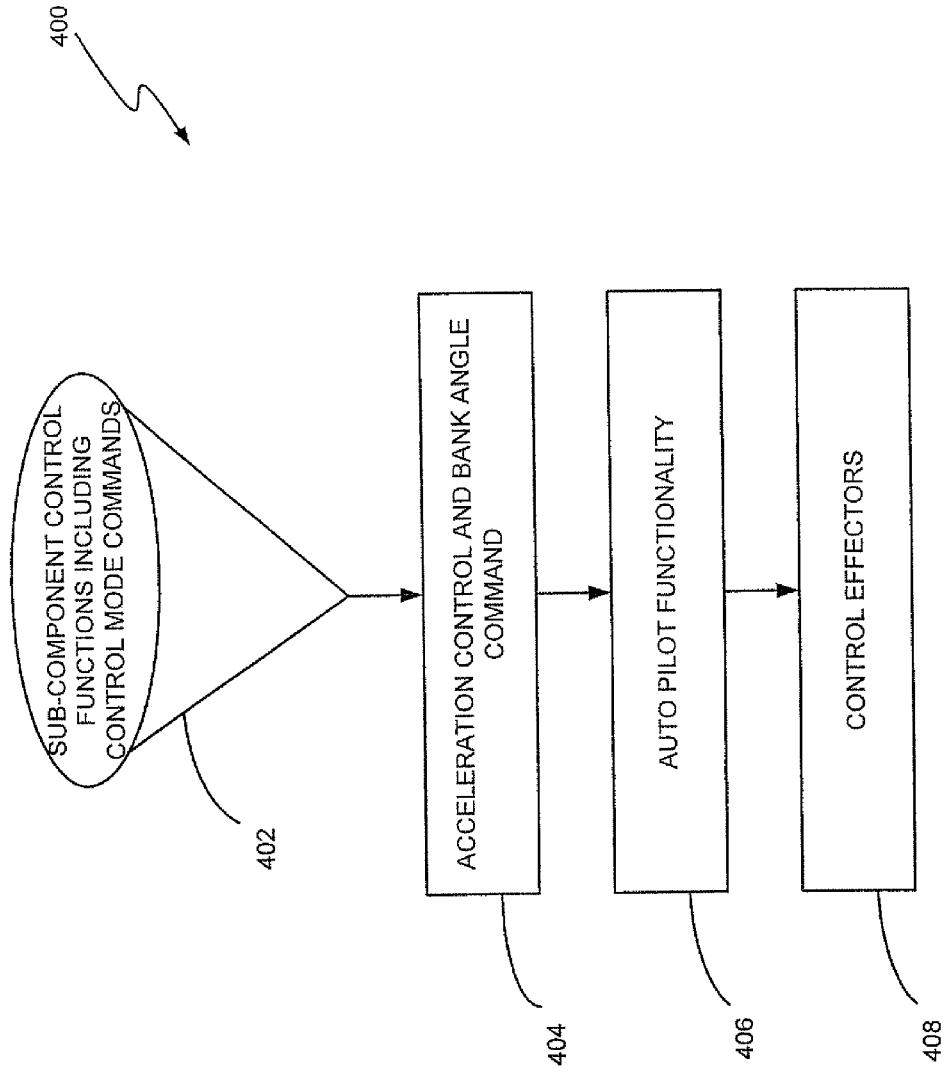 400
SUB-COMPONENT CONTROL
FUNCTIONS INCLUDING
CONTROL MODE COMMANDS
402
ACCELERATION CONTROL AND BANK ANGLE
COMMAND
404
AUTO PILOT FUNCTIONALITY
406
CONTROL EFFECTORS
408